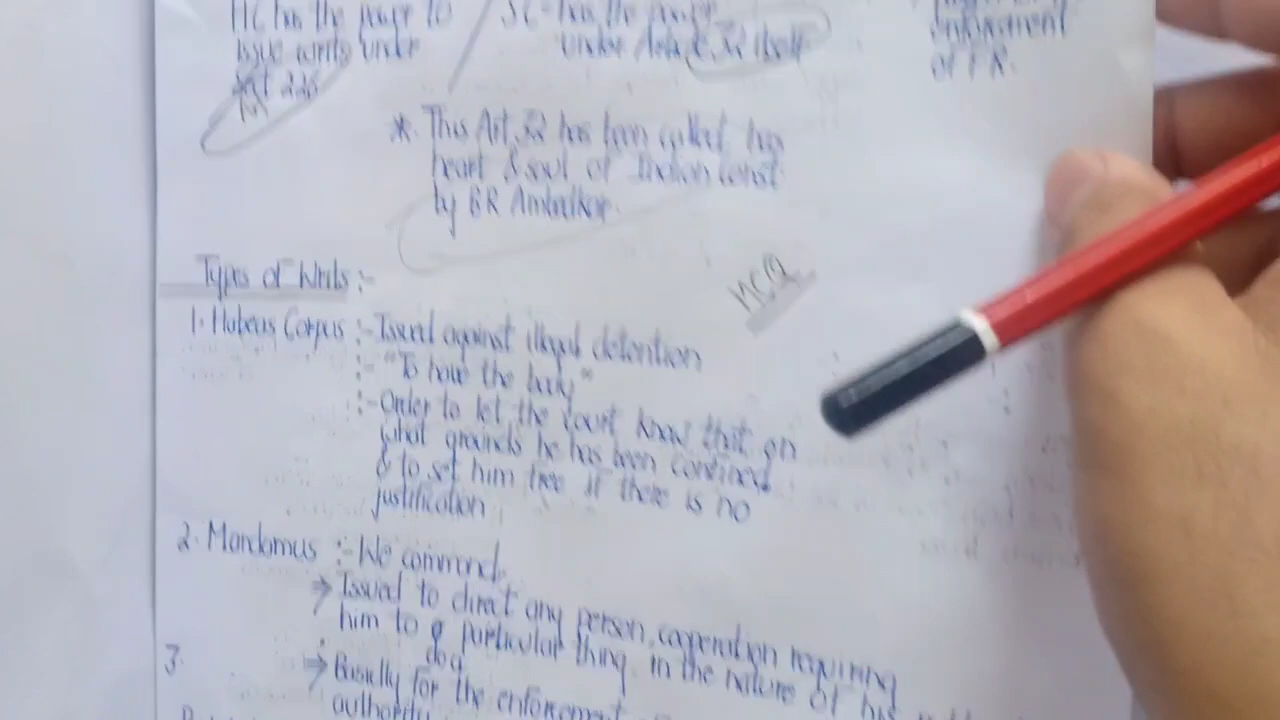 HC has the power to
issue writs under
Art 226
SC - has the power
under Article 32 itself
enforcement
of FR.
*. This Art 32 has been called has
heart & soul of Indian Const
by BR Ambedkar.
Types of Writs :-
MCQ
1. Habeus Corpus :- Issued against illegal detention
:- "To have the body"
:- Order to let the court know that on
what grounds he has been confined
& to set him free if there is no
justification
2. Mandamus :- We command.
→ Issued to direct any person, cooperation requiring
him to do a particular thing in the nature of his
3.
→ Basically for the enforcement
authority